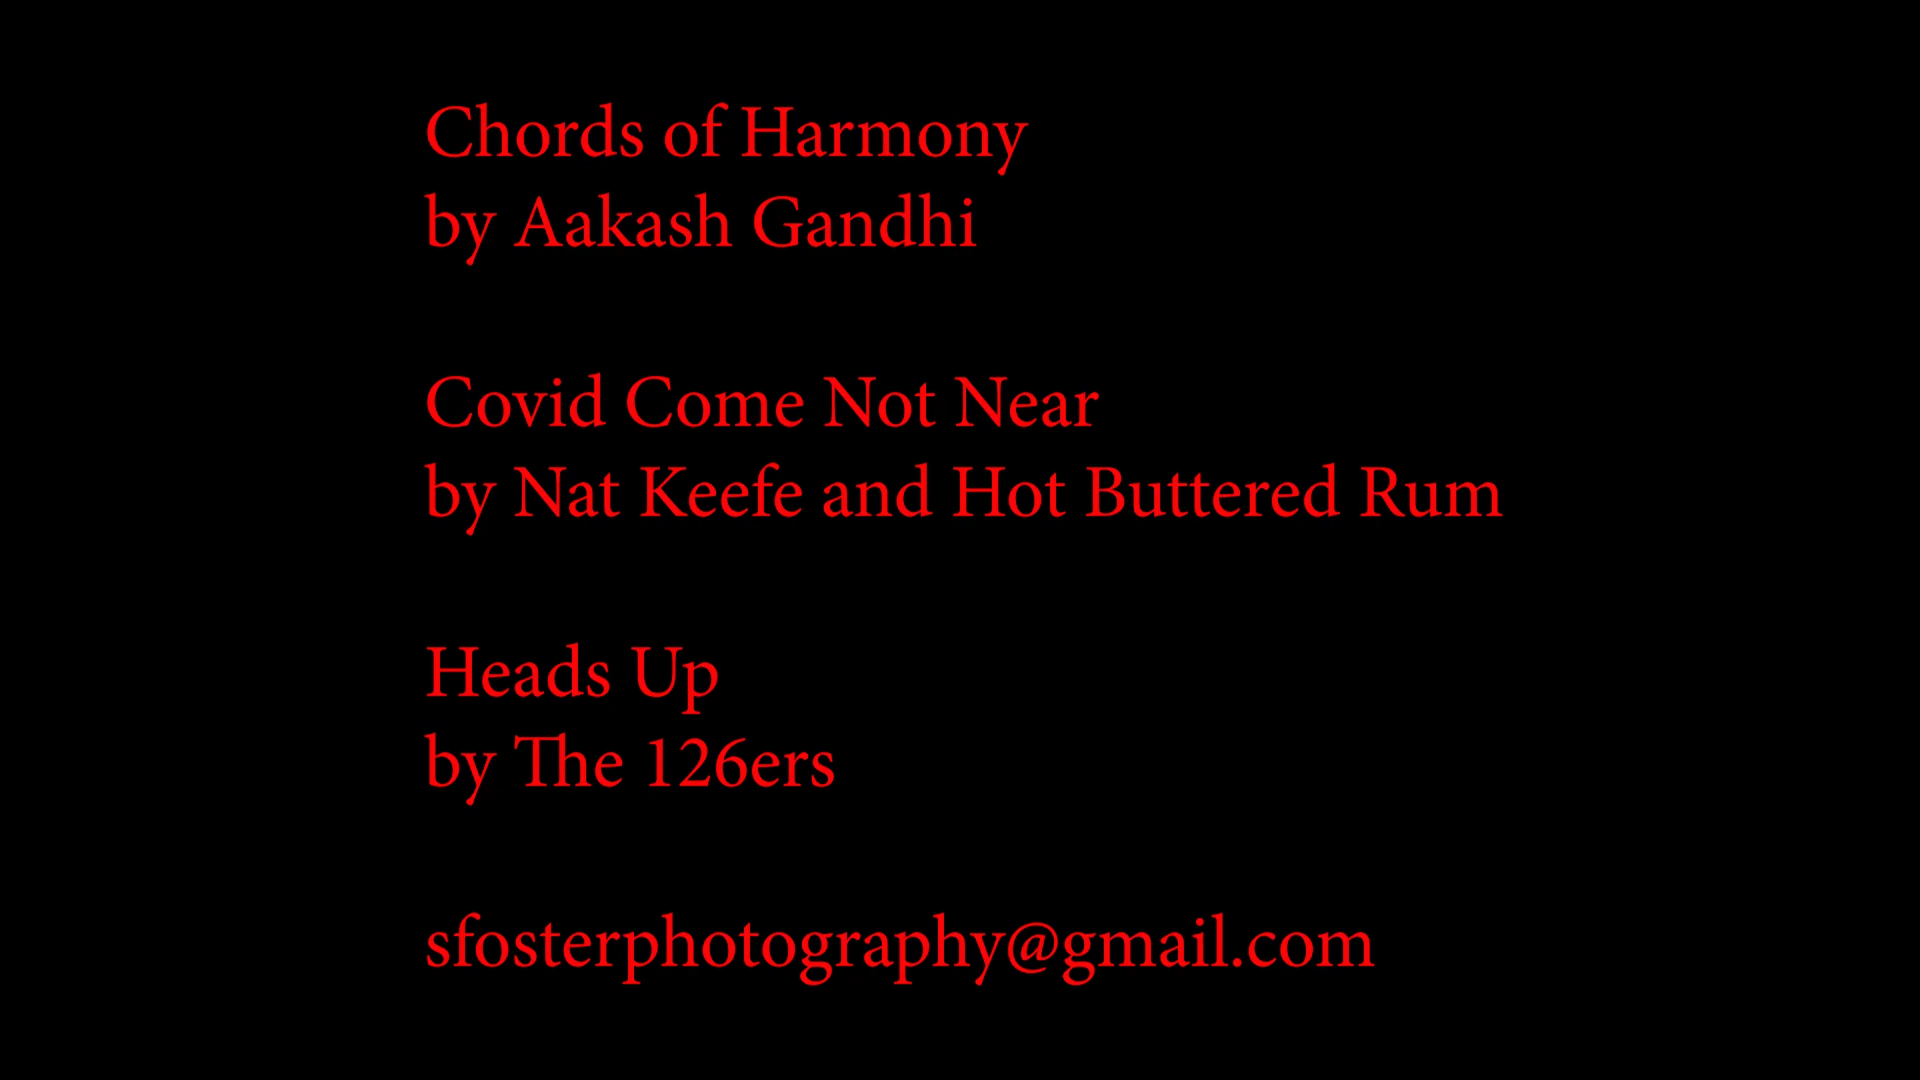 Chords of Harmony
by Aakash Gandhi
Covid Come Not Near
by Nat Keefe and Hot Buttered Rum
Heads Up
by The 126ers
sfosterphotography@gmail.com